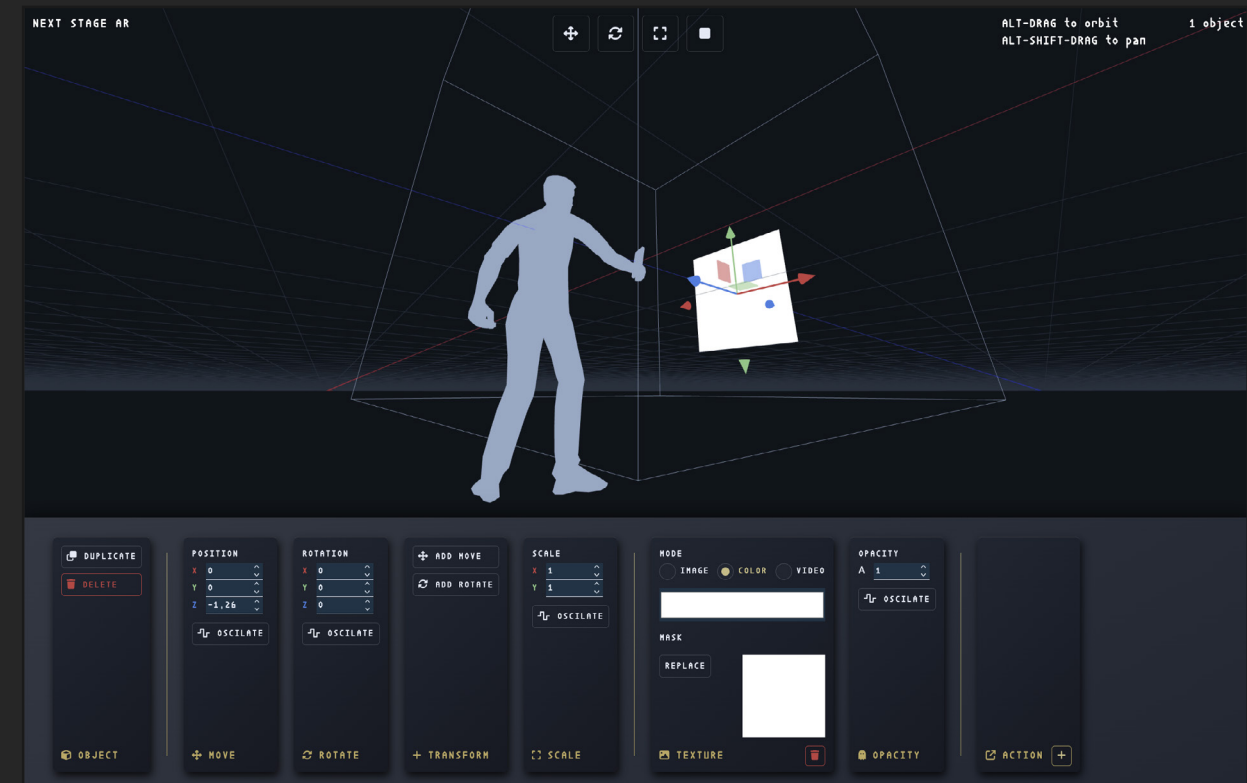 NEXT STAGE AR
ALT-DRAG to orbit
ALT-SHIFT-DRAG to pan
1 object
DUPLICATE
DELETE
OBJECT
POSITION
X 0
Y 0
Z -1,26
OSCILATE
MOVE
ROTATION
X 0
Y 0
Z 0
OSCILATE
ROTATE
ADD MOVE
ADD ROTATE
TRANSFORM
SCALE
X 1
Y 1
OSCILATE
SCALE
MODE
IMAGE COLOR VIDEO
MASK
REPLACE
TEXTURE
OPACITY
A 1
OSCILATE
OPACITY
ACTION